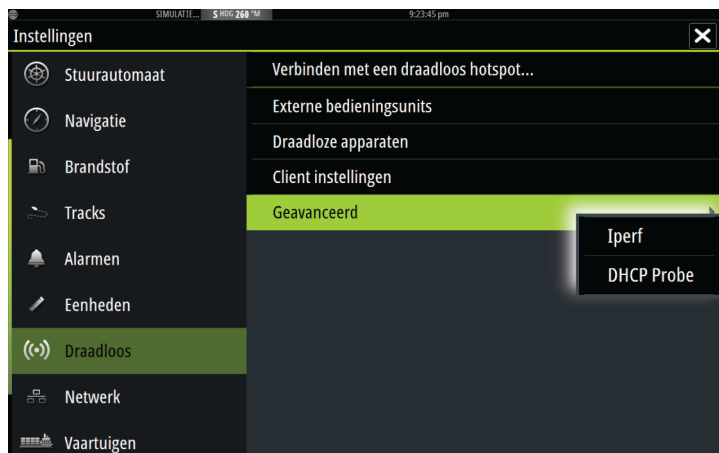 SIMULATIE... S HDG 260 °M 9:23:45 pm
Instellingen
Stuurautomaat
Navigatie
Brandstof
Tracks
Alarmen
Eenheden
Draadloos
Netwerk
Vaartuigen
Verbinden met een draadloos hotspot...
Externe bedieningsunits
Draadloze apparaten
Client instellingen
Geavanceerd
Iperf
DHCP Probe